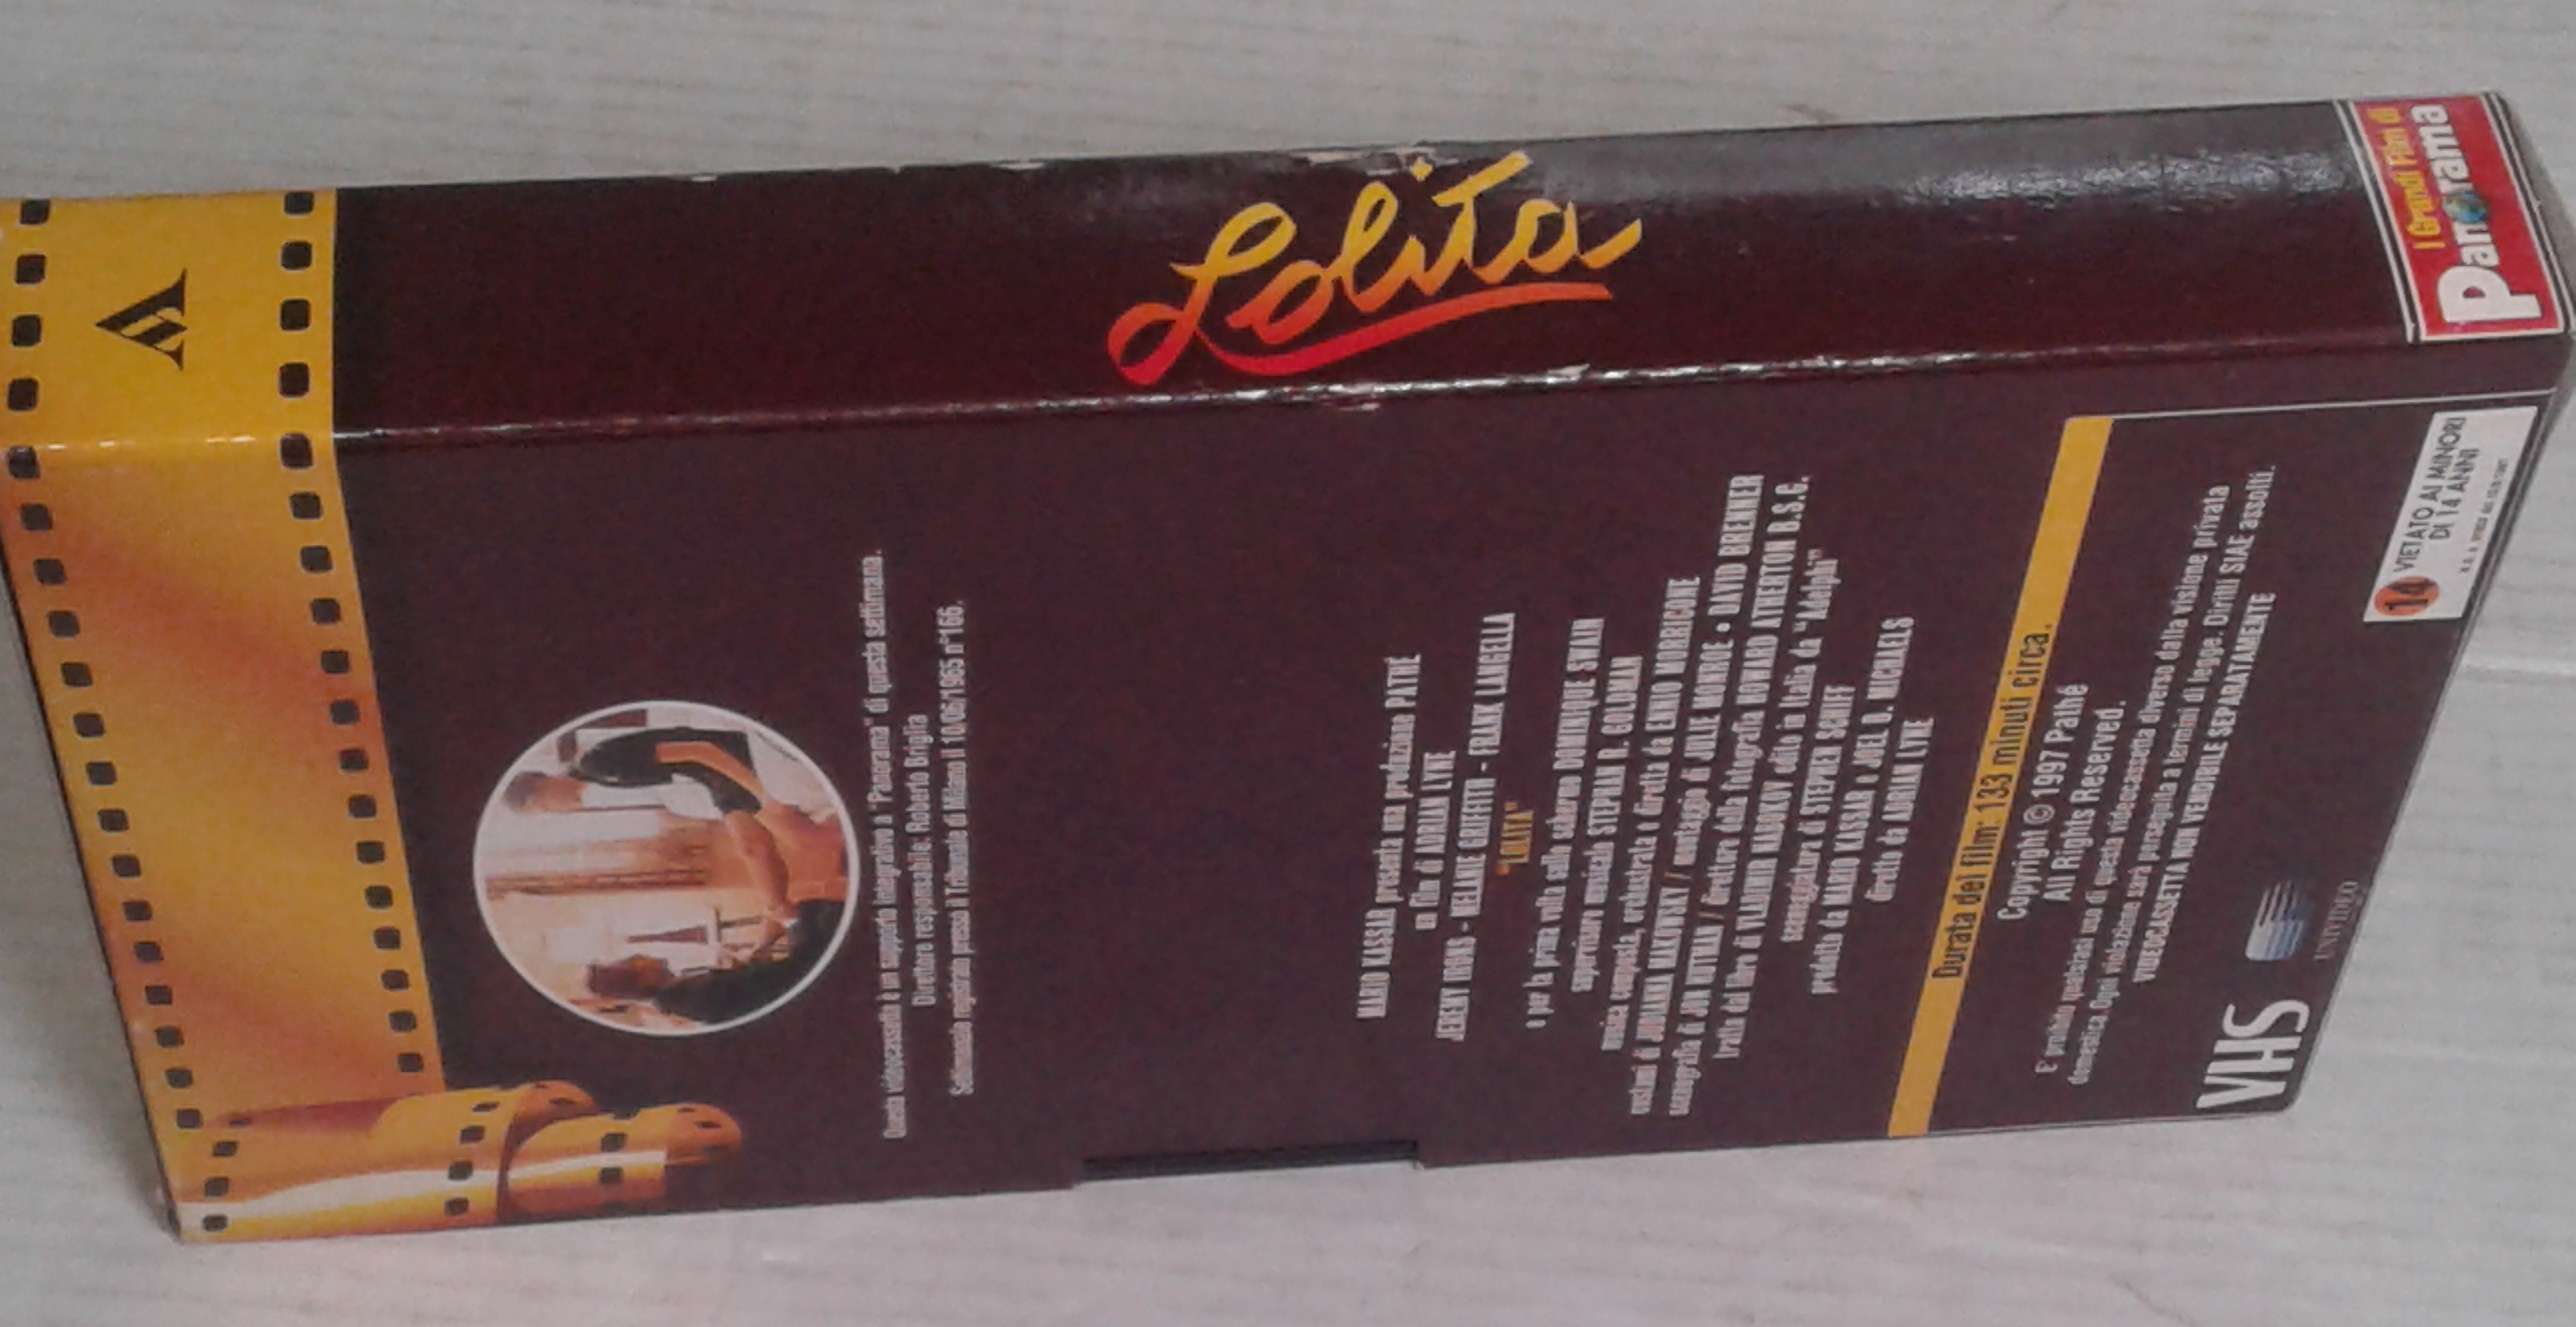 Lolita
I Grandi Film di
Panorama
Questa videocassetta è un supporto integrativo a "Panorama" di questa settimana.
Direttore responsabile: Roberto Briglia
Settimanale registrato presso il Tribunale di Milano il 10/06/1965 n°166.
MARIO KASSAR presenta una produzione PATHE
un film di ADRIAN LYNE
JEREMY IRONS - MELANIE GRIFFITH - FRANK LANGELLA
"LOLITA"
e per la prima volta sullo schermo DOMINIQUE SWAIN
supervisore musicale STEPHAN R. GOLDMAN
musica composta, orchestrata e diretta da ENNIO MORRICONE
costumi di JUDIANNA MAKOVSKY // montaggio di JULIE MONROE • DAVID BRENNER
scenografia di JON HUTMAN // direttore della fotografia HOWARD ATHERTON B.S.C.
tratto dal libro di VLADIMIR NABOKOV edito in Italia da "Adelphi"
sceneggiatura di STEPHEN SCHIFF
prodotto da MARIO KASSAR e JOEL B. MICHAELS
diretto da ADRIAN LYNE
Durata del film: 133 minuti circa.
Copyright © 1997 Pathé
All Rights Reserved.
E' proibito qualsiasi uso di questa videocassetta diverso dalla visione privata
domestica. Ogni violazione sarà perseguita a termini di legge. Diritti SIAE assolti.
VIDEOCASSETTA NON VENDIBILE SEPARATAMENTE
VHS
UNIVIDEO
14
VIETATO AI MINORI
DI 14 ANNI